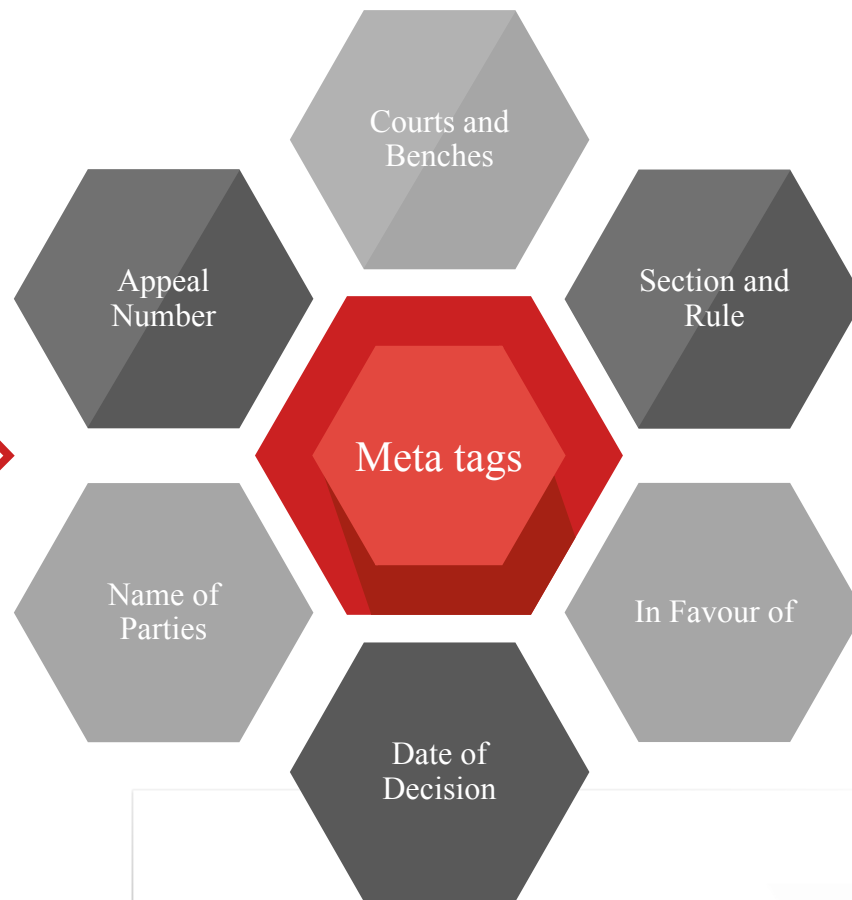 Courts and
Benches
Appeal
Number
Section and
Rule
Meta tags
Name of
Parties
In Favour of
Date of
Decision